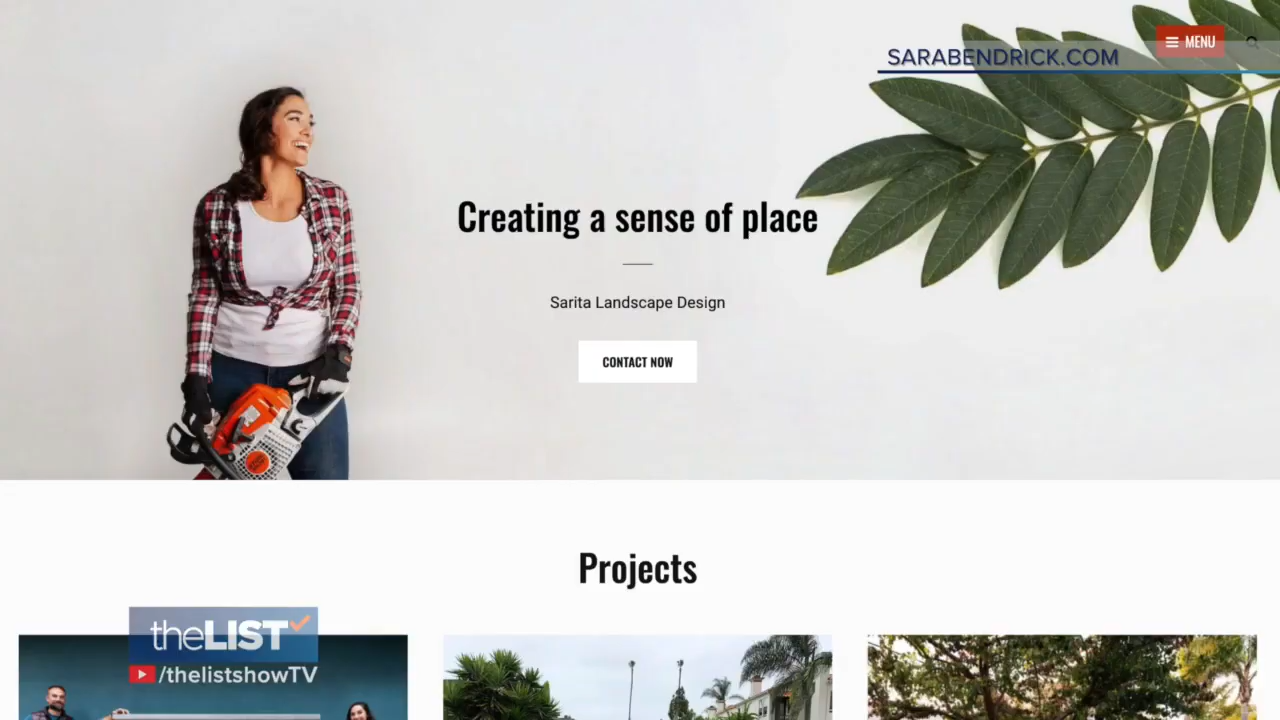 MENU
SARABENDRICK.COM
Creating a sense of place
Sarita Landscape Design
CONTACT NOW
Projects
theLIST
/thelistshowTV